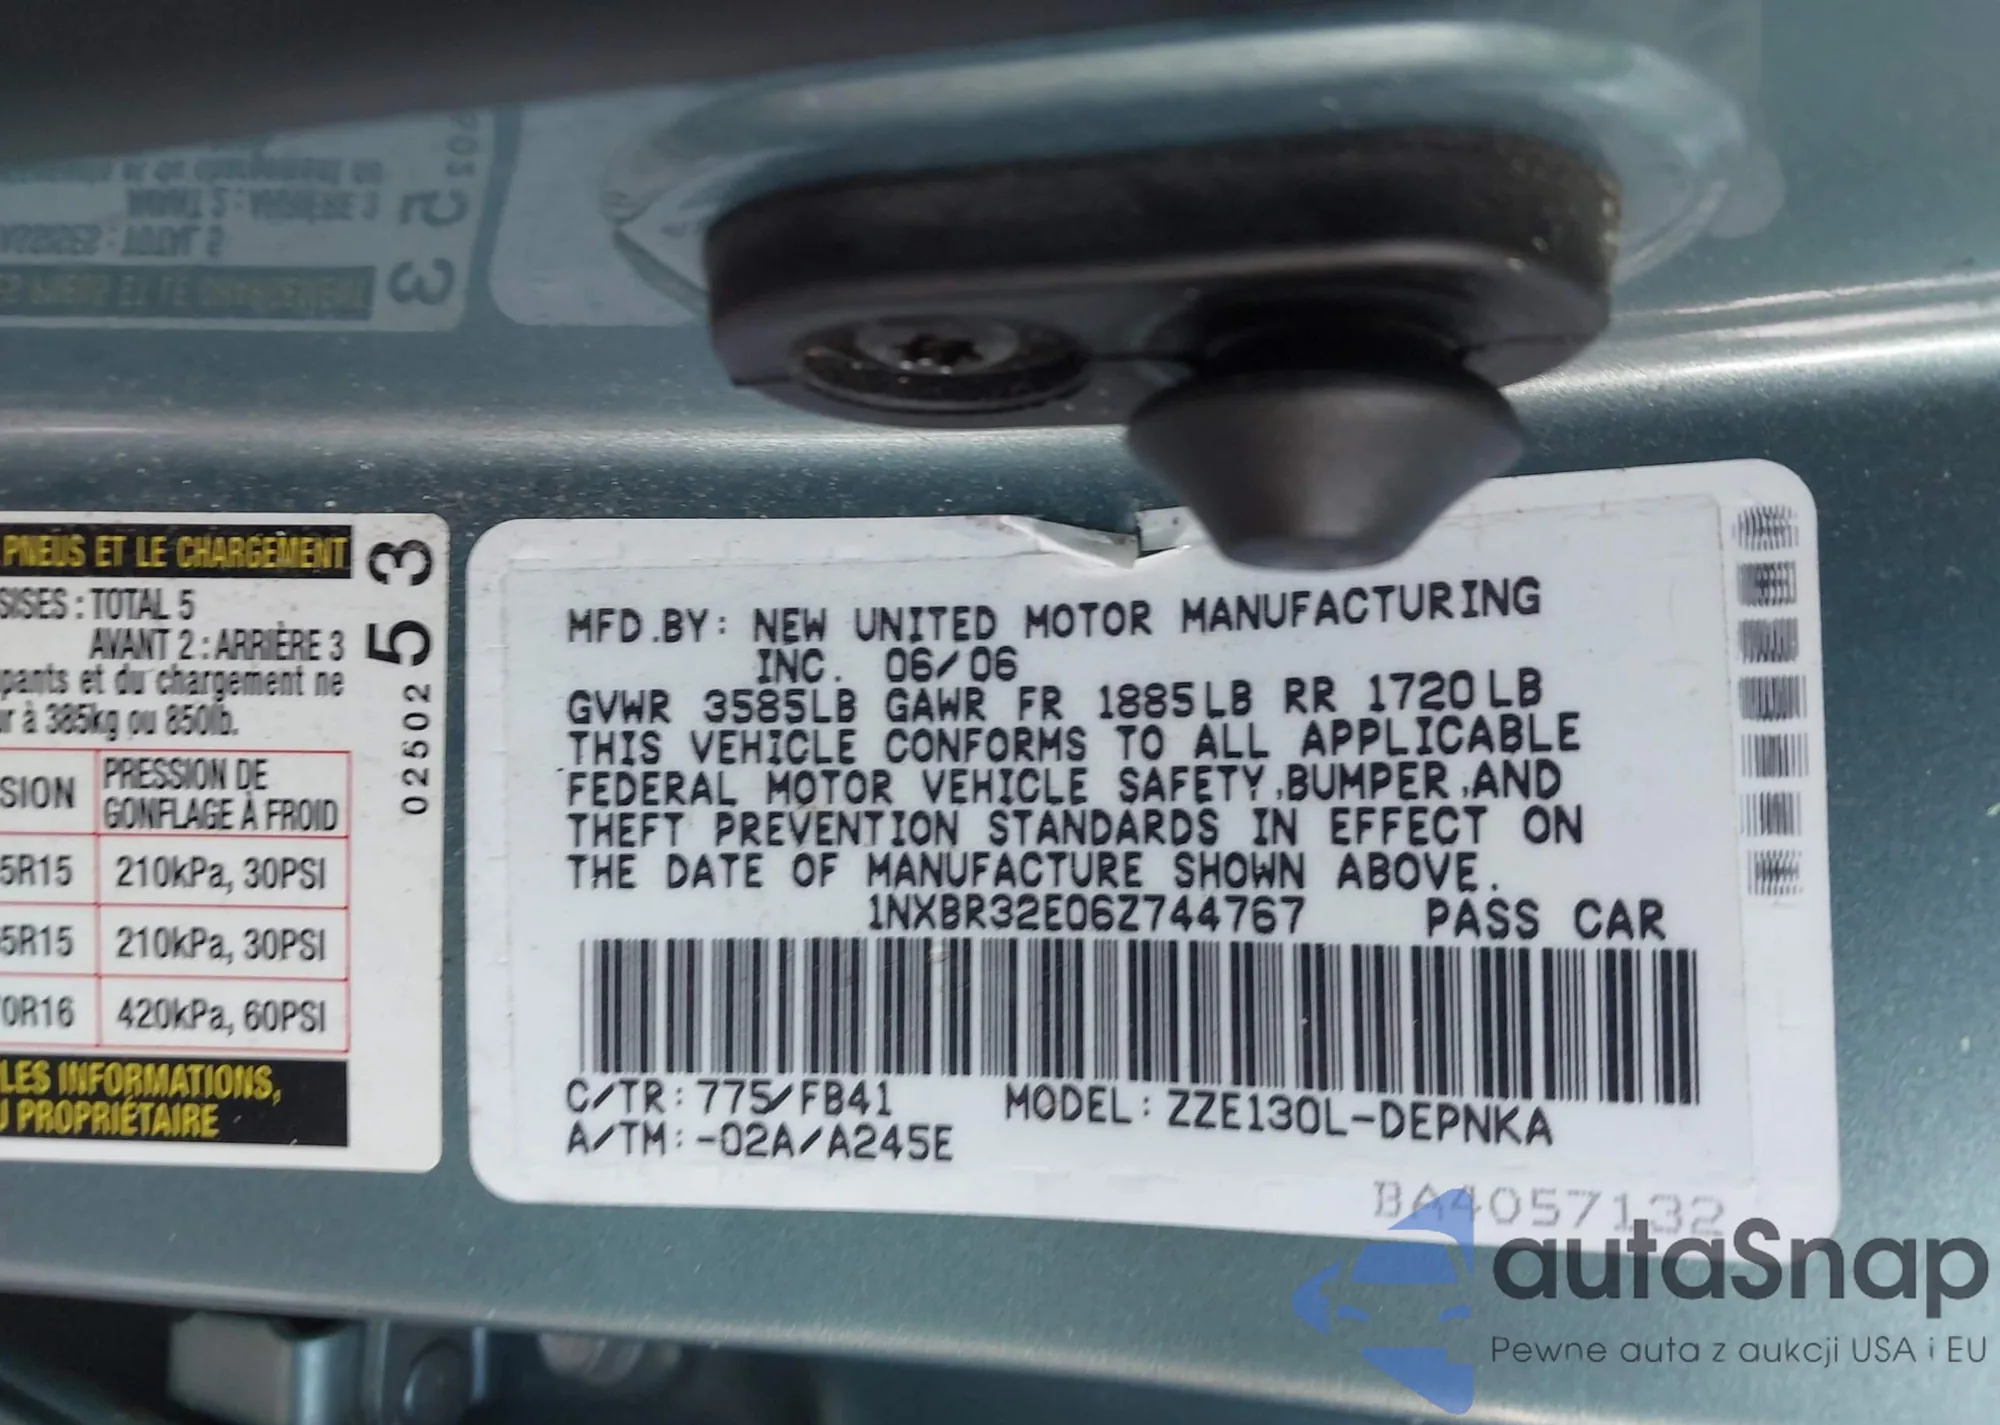 PNEUS ET LE CHARGEMENT
SISES : TOTAL 5
AVANT 2 : ARRIÈRE 3
pants et du chargement ne
r à 385kg ou 850lb.
SION
PRESSION DE
GONFLAGE À FROID
5R15 210kPa, 30PSI
5R15 210kPa, 30PSI
0R16 420kPa, 60PSI
LES INFORMATIONS,
U PROPRIÉTAIRE
02502 53
MFD.BY: NEW UNITED MOTOR MANUFACTURING
INC. 06/06
GVWR 3585LB GAWR FR 1885LB RR 1720LB
THIS VEHICLE CONFORMS TO ALL APPLICABLE
FEDERAL MOTOR VEHICLE SAFETY,BUMPER,AND
THEFT PREVENTION STANDARDS IN EFFECT ON
THE DATE OF MANUFACTURE SHOWN ABOVE.
1NXBR32E06Z744767 PASS CAR
C/TR: 775/FB41 MODEL: ZZE130L-DEPNKA
A/TM: -02A/A245E
BA4057132
autaSnap
Pewne auta z aukcji USA i EU